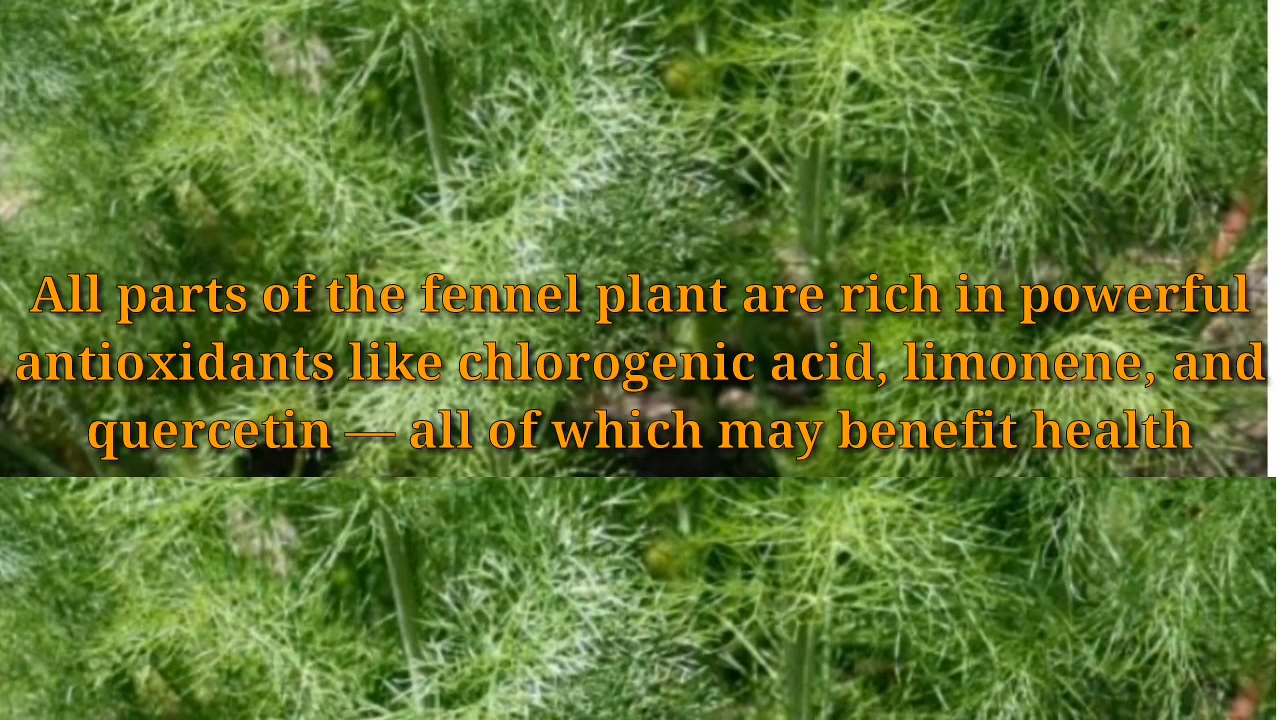 All parts of the fennel plant are rich in powerful
antioxidants like chlorogenic acid, limonene, and
quercetin — all of which may benefit health